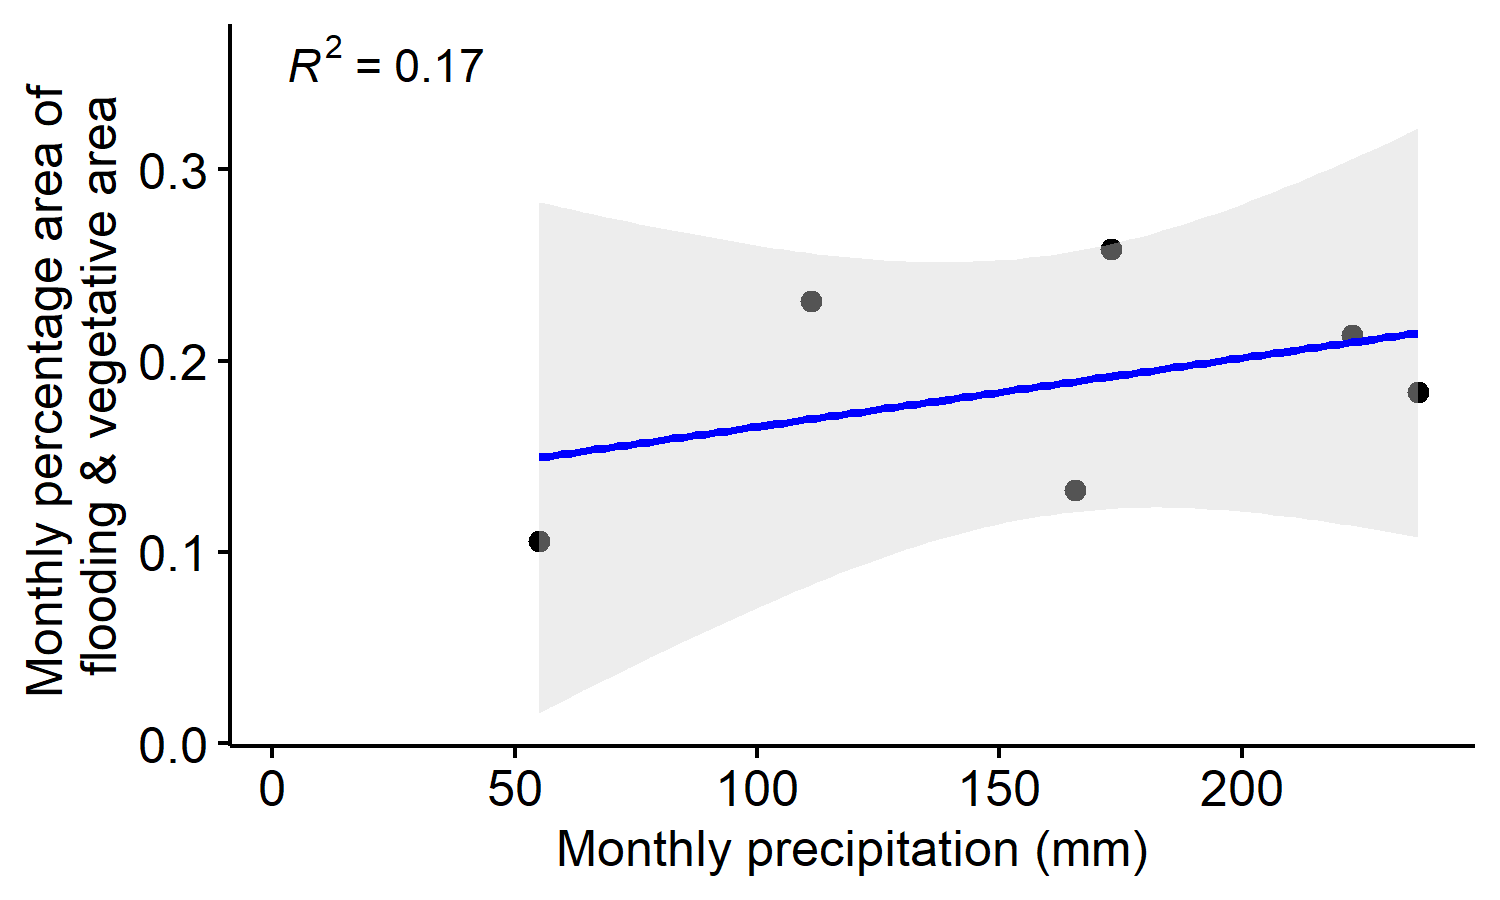 R² = 0.17
Monthly percentage area of
flooding & vegetative area
0.3
0.2
0.1
0.0
0 50 100 150 200
Monthly precipitation (mm)